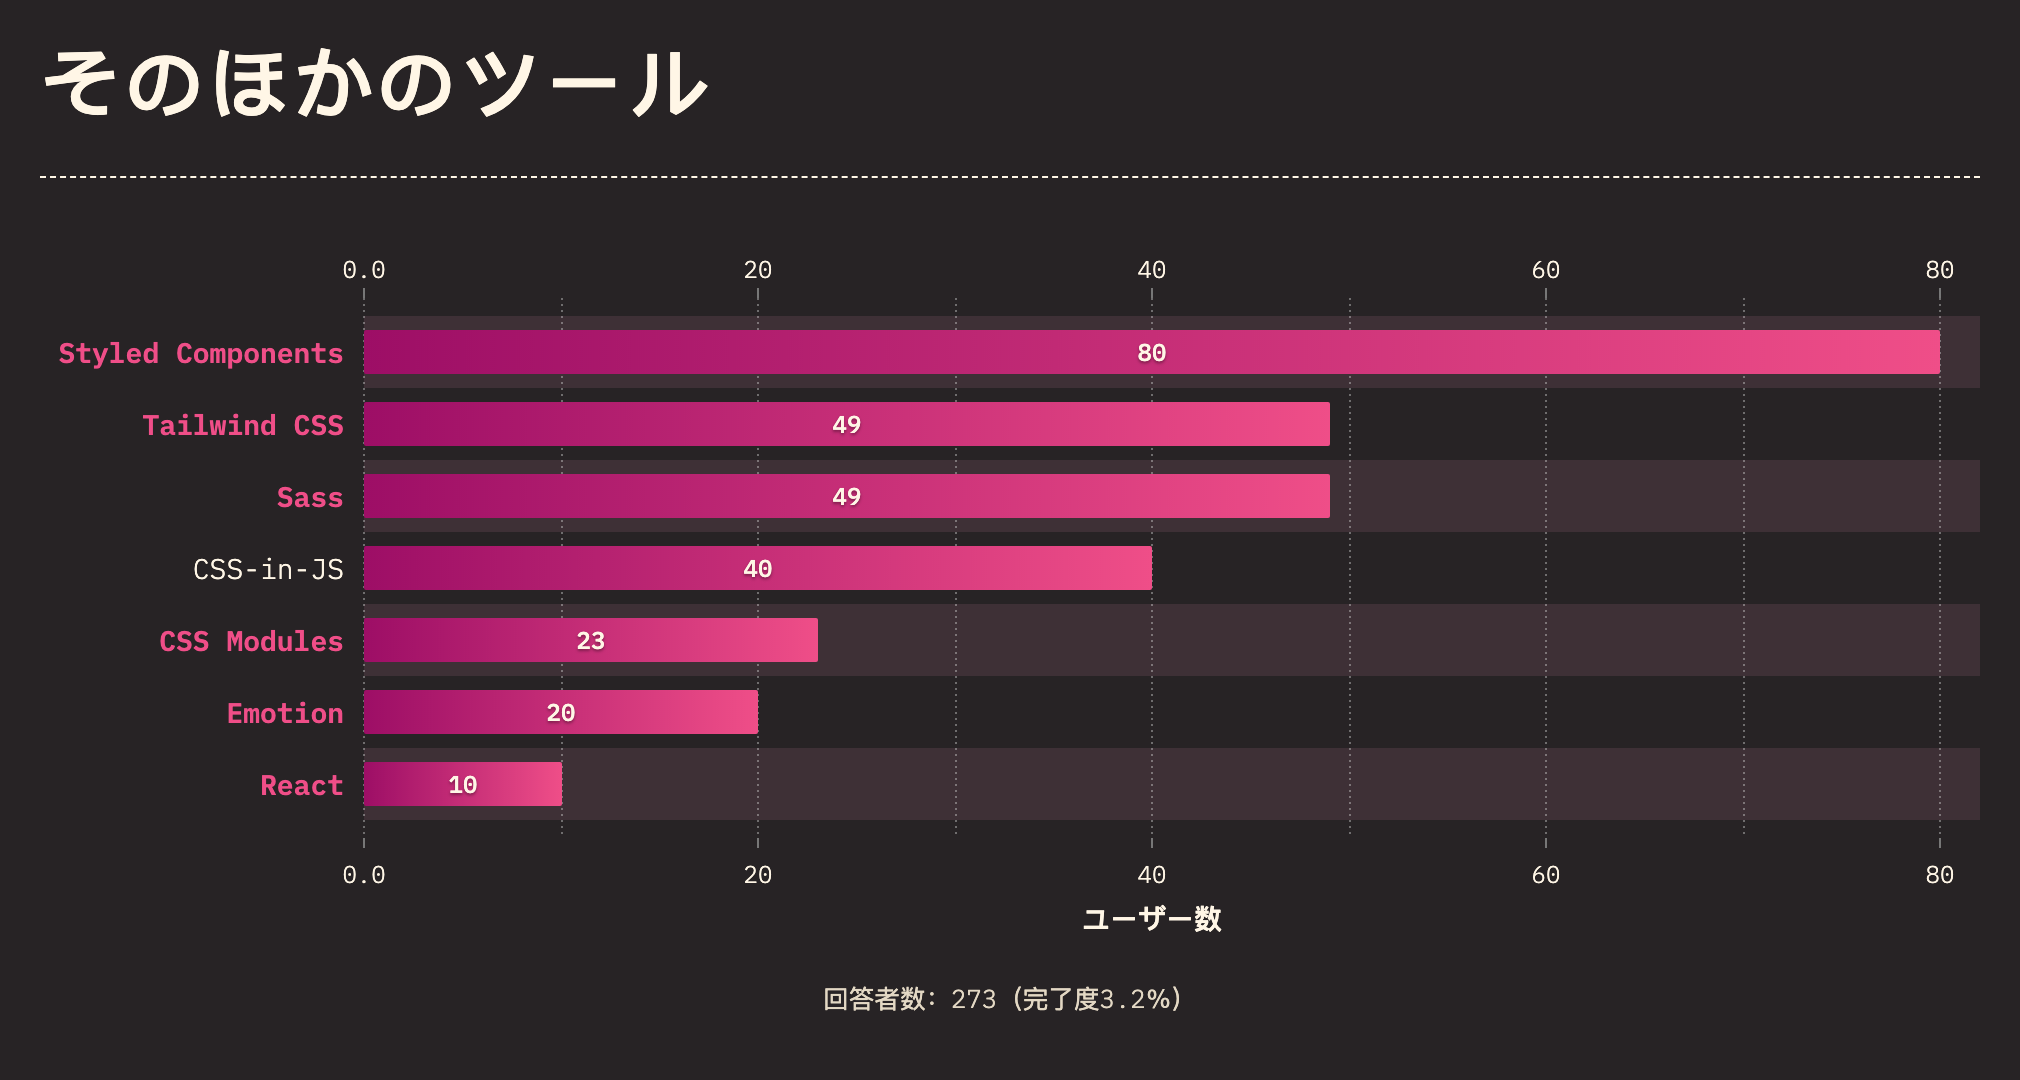 そのほかのツール
0.0 20 40 60 80
Styled Components 80
Tailwind CSS 49
Sass 49
CSS-in-JS 40
CSS Modules 23
Emotion 20
React 10
0.0 20 40 60 80
ユーザー数
回答者数: 273 (完了度3.2%)